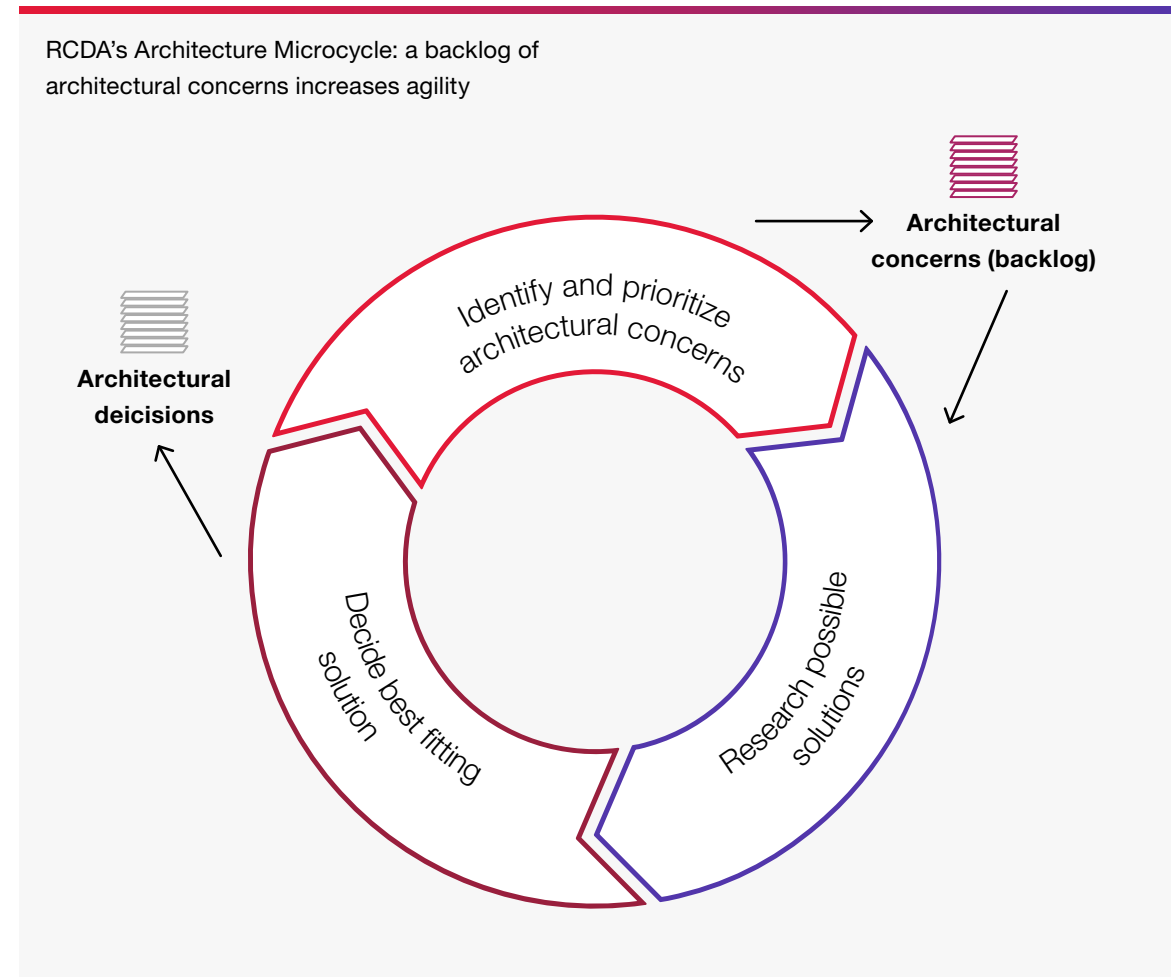 RCDA’s Architecture Microcycle: a backlog of
architectural concerns increases agility
Architectural
concerns (backlog)
Identify and prioritize
architectural concerns
Architectural
deicisions
Research possible
solutions
Decide best fitting
solution